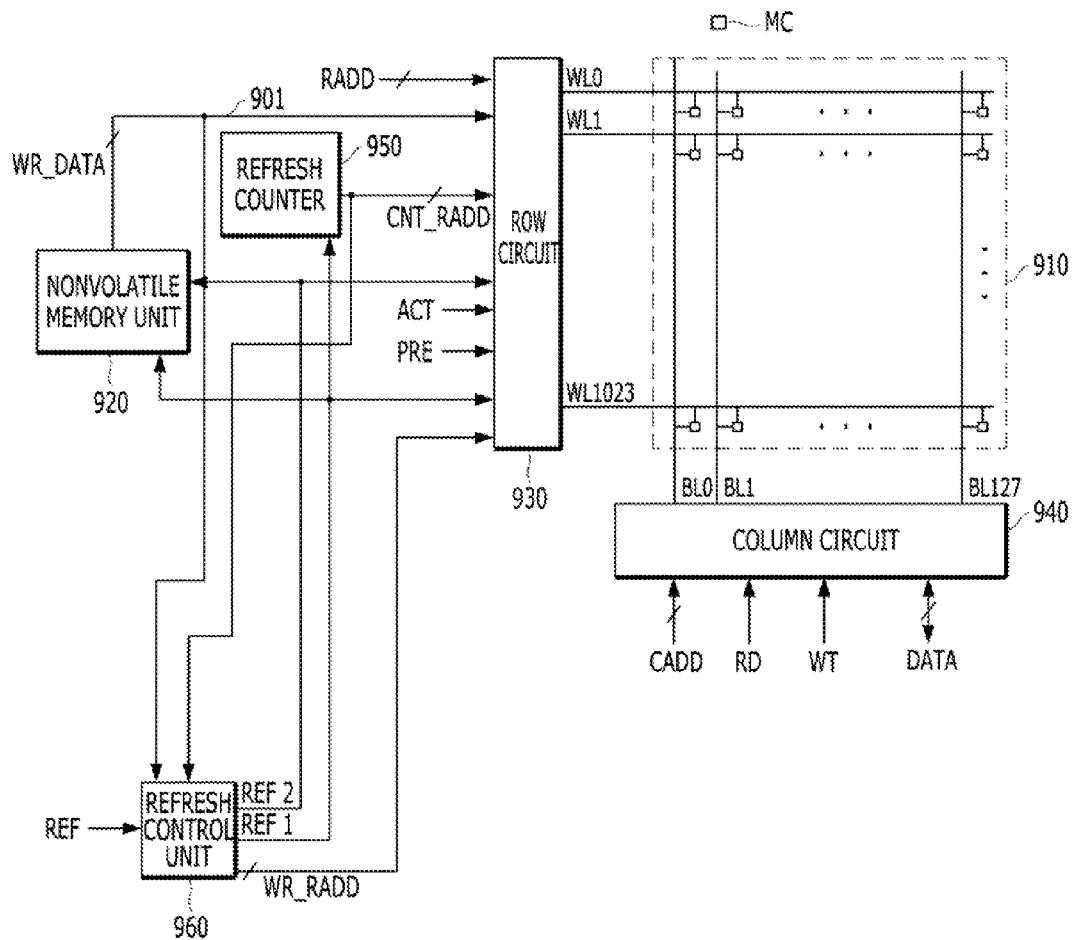 MC
RADD
WL0
901
WL1
WR_DATA
950
REFRESH
COUNTER
CNT_RADD
ROW
CIRCUIT
910
NONVOLATILE
MEMORY UNIT
ACT
PRE
920
WL1023
930
BL0
BL1
BL127
940
COLUMN CIRCUIT
CADD
RD
WT
DATA
REF 2
REFRESH
REF 1
REF
CONTROL
UNIT
WR_RADD
960